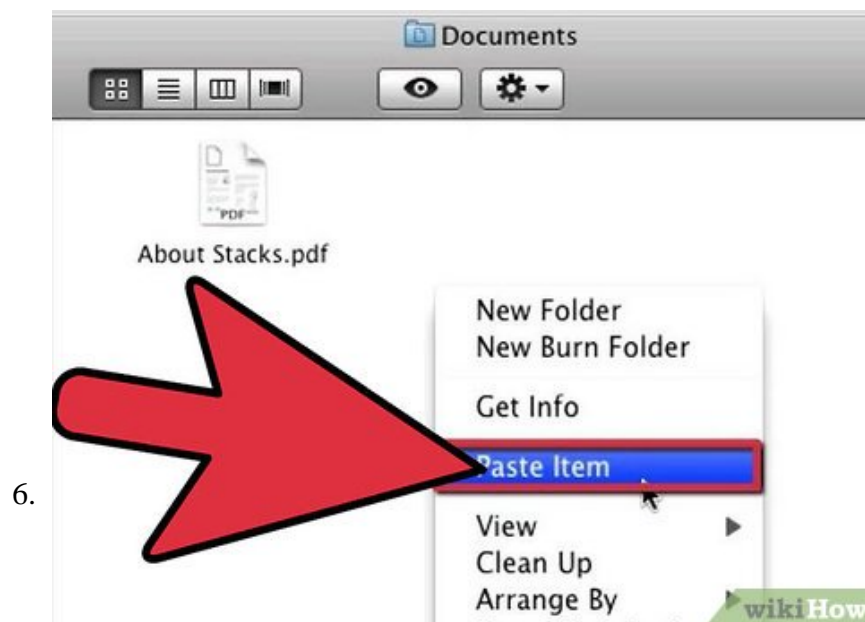 Documents
PDF
About Stacks.pdf
New Folder
New Burn Folder
Get Info
Paste Item
6.
View
Clean Up
Arrange By
wikiHow